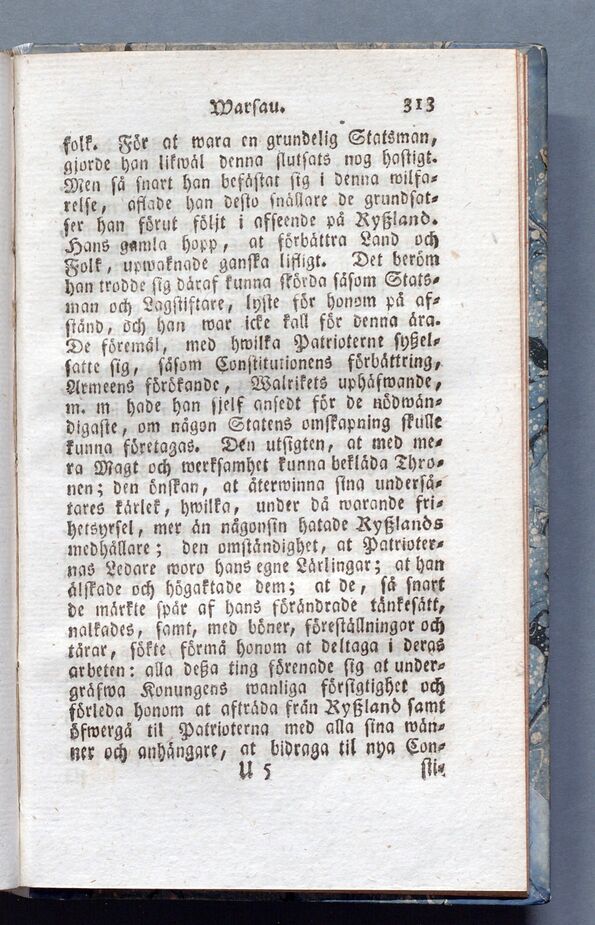 Warsau. 313
folk. För at wara en grundelig Statsman,
gjorde han likwäl denna slutsats nog hastigt.
Men så snart han befästat sig i denna wilfa-
relse, aflade han desto snällare de grundsat-
ser han förut följt i afseende på Ryßland.
Hans gamla hopp, at förbättra Land och
Folk, upwaknade ganska lifligt. Det beröm
han trodde sig däraf kunna skörda såsom Stats-
man och Lagstiftare, lyste för honom på af-
stånd, och han war icke kall för denna ära.
De föremål, med hwilka Patrioterne syßel-
satte sig, såsom Constitutionens förbättring,
Armeens förökande, Walrikets uphäfwande,
m. m hade han sjelf ansedt för de nödwän-
digaste, om någon Statens omskapning skulle
kunna företagas. Den utsigten, at med me-
ra Magt och werksamhet kunna bekläda Thro-
nen; den önskan, at återwinna sina underså-
tares kärlek, hwilka, under då warande fri-
hetsyrsel, mer än någonsin hatade Ryßlands
medhållare; den omständighet, at Patrioter-
nas Ledare woro hans egne Lärlingar; at han
älskade och högaktade dem; at de, så snart
de märkte spår af hans förändrade tänkesätt,
nalkades, samt, med böner, föreställningar och
tårar, sökte förmå honom at deltaga i deras
arbeten: alla deßa ting förenade sig at under-
gräfwa Konungens wanliga försigtighet och
förleda honom at afträda från Ryßland samt
öfwergå til Patrioterna med alla sina wän-
ner och anhängare, at bidraga til nya Con-
U 5 sti-